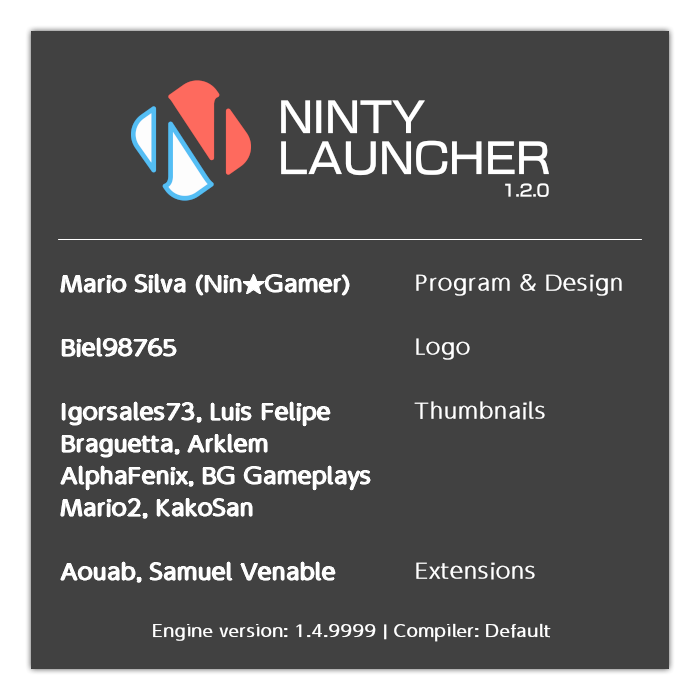 NINTY
LAUNCHER
1.2.0
Mario Silva (Nin★Gamer) Program & Design
Biel98765 Logo
Igorsales73, Luis Felipe Thumbnails
Braguetta, Arklem
AlphaFenix, BG Gameplays
Mario2, KakoSan
Aouab, Samuel Venable Extensions
Engine version: 1.4.9999 | Compiler: Default